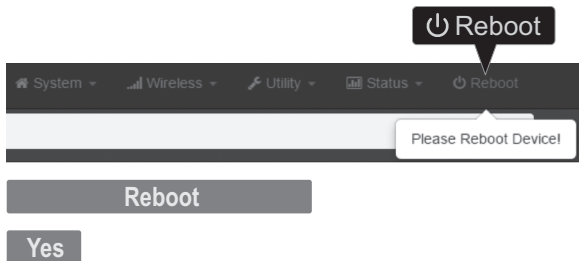 Reboot
System Wireless Utility Status Reboot
Please Reboot Device!
Reboot
Yes